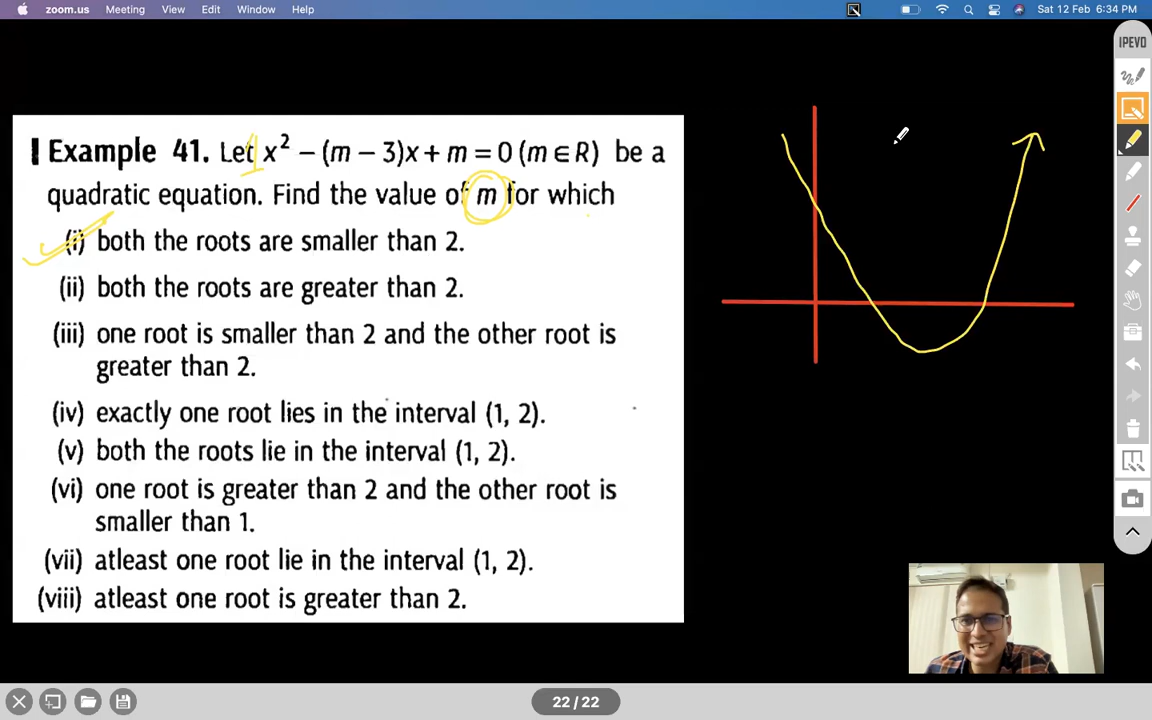 zoom.us Meeting View Edit Window Help Sat 12 Feb 6:34 PM
IPEVO
Example 41. Let 1 x² − (m − 3)x + m = 0 (m ∈ R) be a
quadratic equation. Find the value of m for which
(i) both the roots are smaller than 2.
(ii) both the roots are greater than 2.
(iii) one root is smaller than 2 and the other root is
greater than 2.
(iv) exactly one root lies in the interval (1, 2).
(v) both the roots lie in the interval (1, 2).
(vi) one root is greater than 2 and the other root is
smaller than 1.
(vii) atleast one root lie in the interval (1, 2).
(viii) atleast one root is greater than 2.
22 / 22